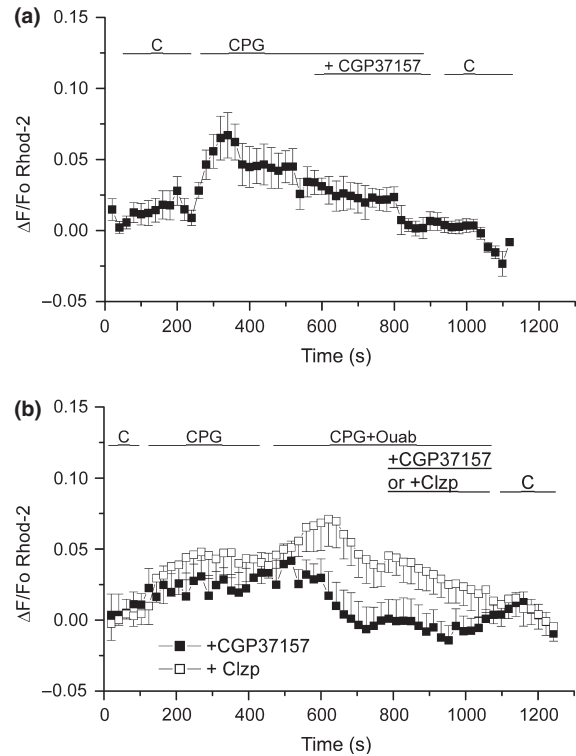 (a)
0.15
C
CPG
+ CGP37157
C
0.10
0.05
0.00
−0.05
ΔF/Fo Rhod-2
0 200 400 600 800 1000 1200
Time (s)
(b)
0.15
C
CPG
CPG+Ouab
+CGP37157
or +Clzp
C
0.10
0.05
0.00
−0.05
ΔF/Fo Rhod-2
+CGP37157
+ Clzp
0 200 400 600 800 1000 1200
Time (s)